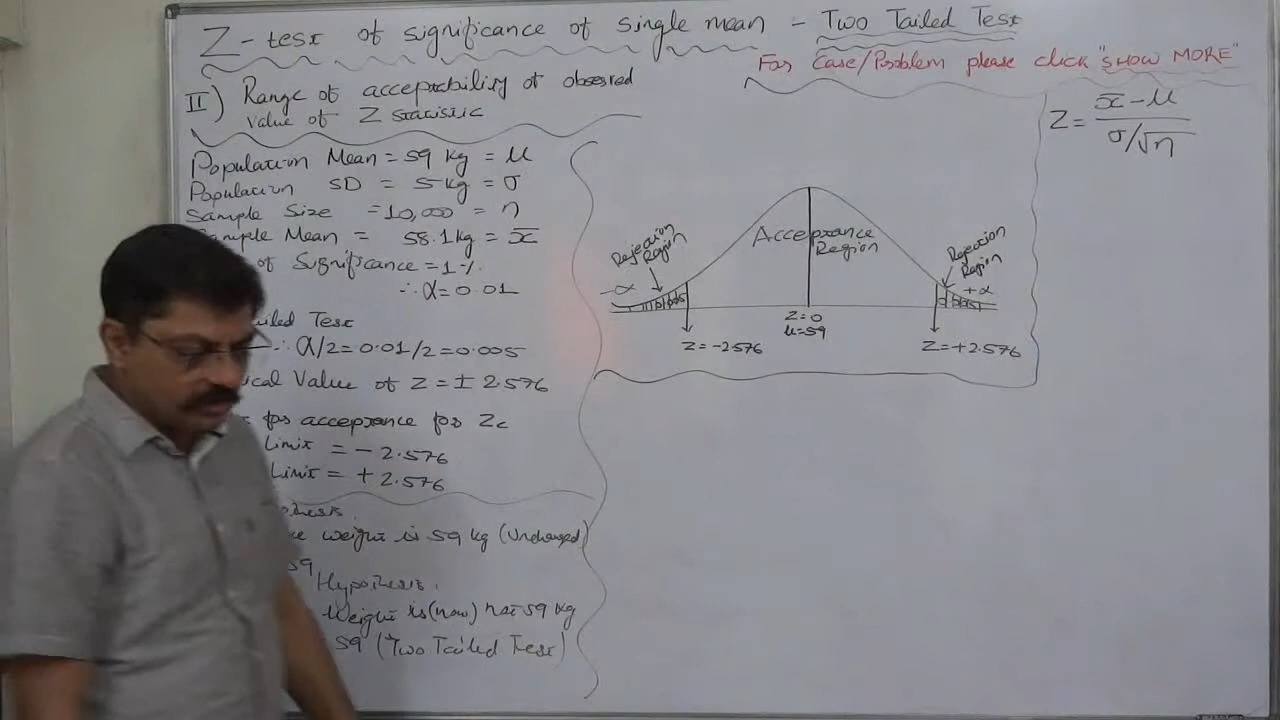 Z-test of significance of single mean - Two Tailed Test
For Case/Problem please click "SHOW MORE"
II) Range of acceptability of observed
value of Z statistic
Population Mean = 59 kg = μ
Population SD = 5 kg = σ
Sample Size = 10,000 = n
ample Mean = 58.1 kg = x̅
of Significance = 1%
∴ α = 0.01
ailed Test
∴ α/2 = 0.01/2 = 0.005
ical Value of Z = ± 2.576
for acceptance for Zc
Limit = - 2.576
Limit = + 2.576
othesis.
weight is 59 kg (Unchanged)
59
Hypothesis.
Weight is (now) not 59 kg
59 (Two Tailed Test)
Z = x̅ - μ
σ/√n
Acceptance
Region
Rejection
Region
Rejection
Region
-α
+α
Z=0
μ=59
Z = -2.576
Z = +2.576